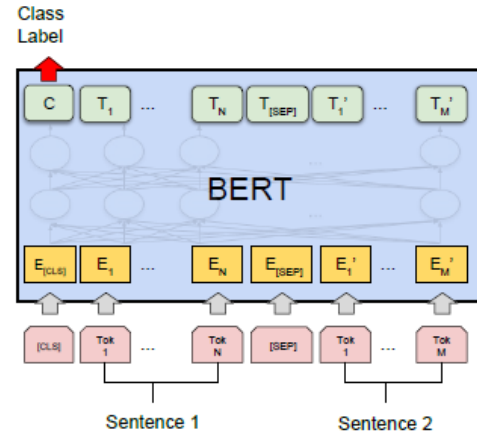 Class
Label
C T1 ... TN T[SEP] T1' ... TM'
...
BERT
...
E[CLS] E1 ... EN E[SEP] E1' ... EM'
[CLS] Tok 1 ... Tok N [SEP] Tok 1 ... Tok M
Sentence 1 Sentence 2